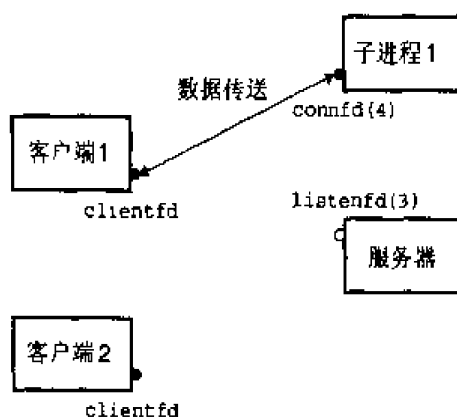 子进程1
数据传送
connfd(4)
客户端1
clientfd
listenfd(3)
服务器
客户端2
clientfd